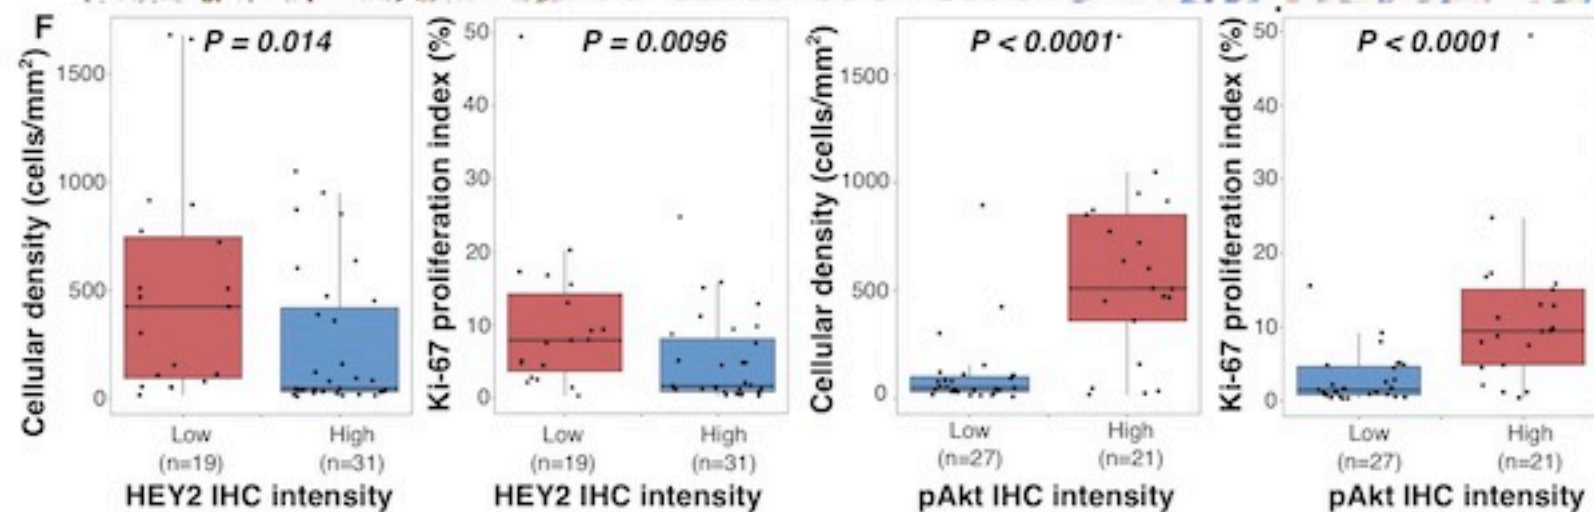 F
Cellular density (cells/mm²)
1500
1000
500
0
P = 0.014
Low
(n=19)
High
(n=31)
HEY2 IHC intensity
Ki-67 proliferation index (%)
50
40
30
20
10
0
P = 0.0096
Low
(n=19)
High
(n=31)
HEY2 IHC intensity
Cellular density (cells/mm²)
1500
1000
500
0
P < 0.0001
Low
(n=27)
High
(n=21)
pAkt IHC intensity
Ki-67 proliferation index (%)
50
40
30
20
10
0
P < 0.0001
Low
(n=27)
High
(n=21)
pAkt IHC intensity